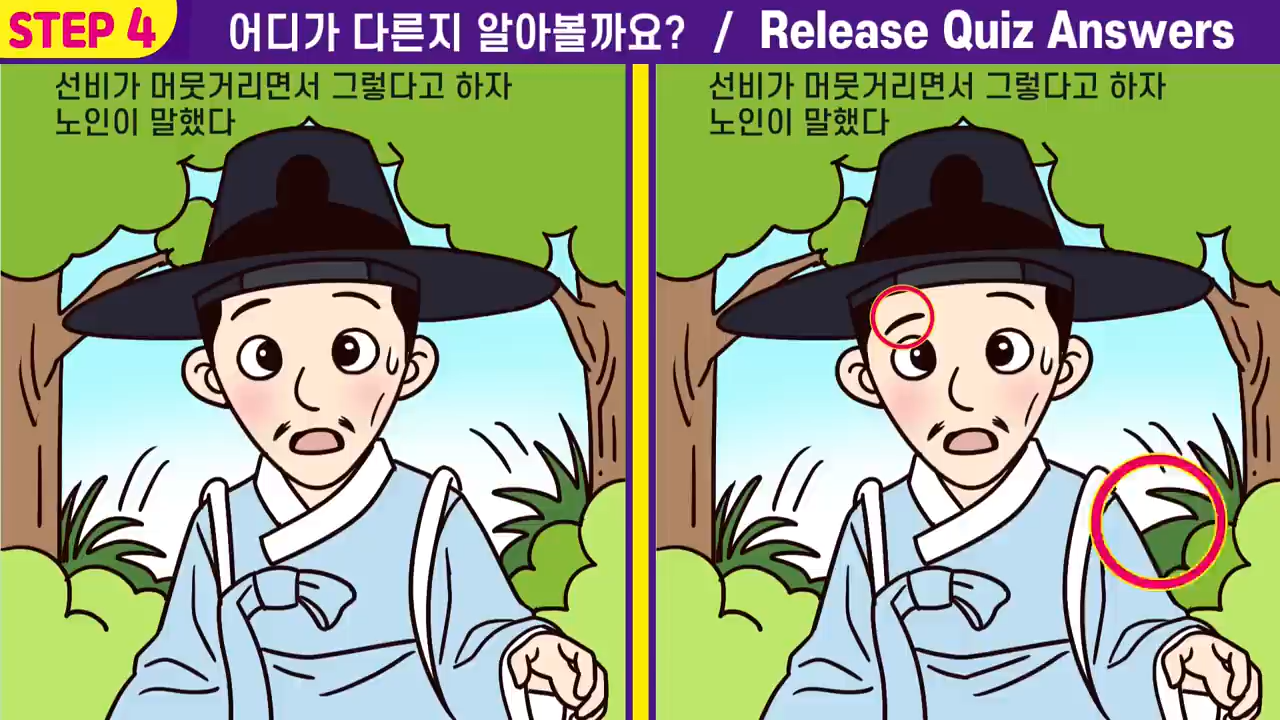 STEP 4
어디가 다른지 알아볼까요? / Release Quiz Answers
선비가 머뭇거리면서 그렇다고 하자
노인이 말했다
선비가 머뭇거리면서 그렇다고 하자
노인이 말했다